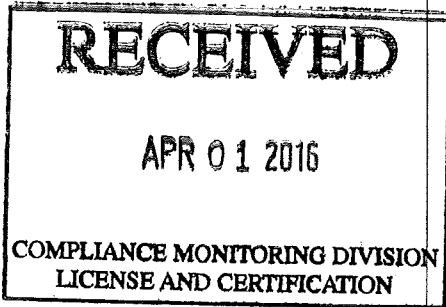 RECEIVED
APR 01 2016
COMPLIANCE MONITORING DIVISION
LICENSE AND CERTIFICATION